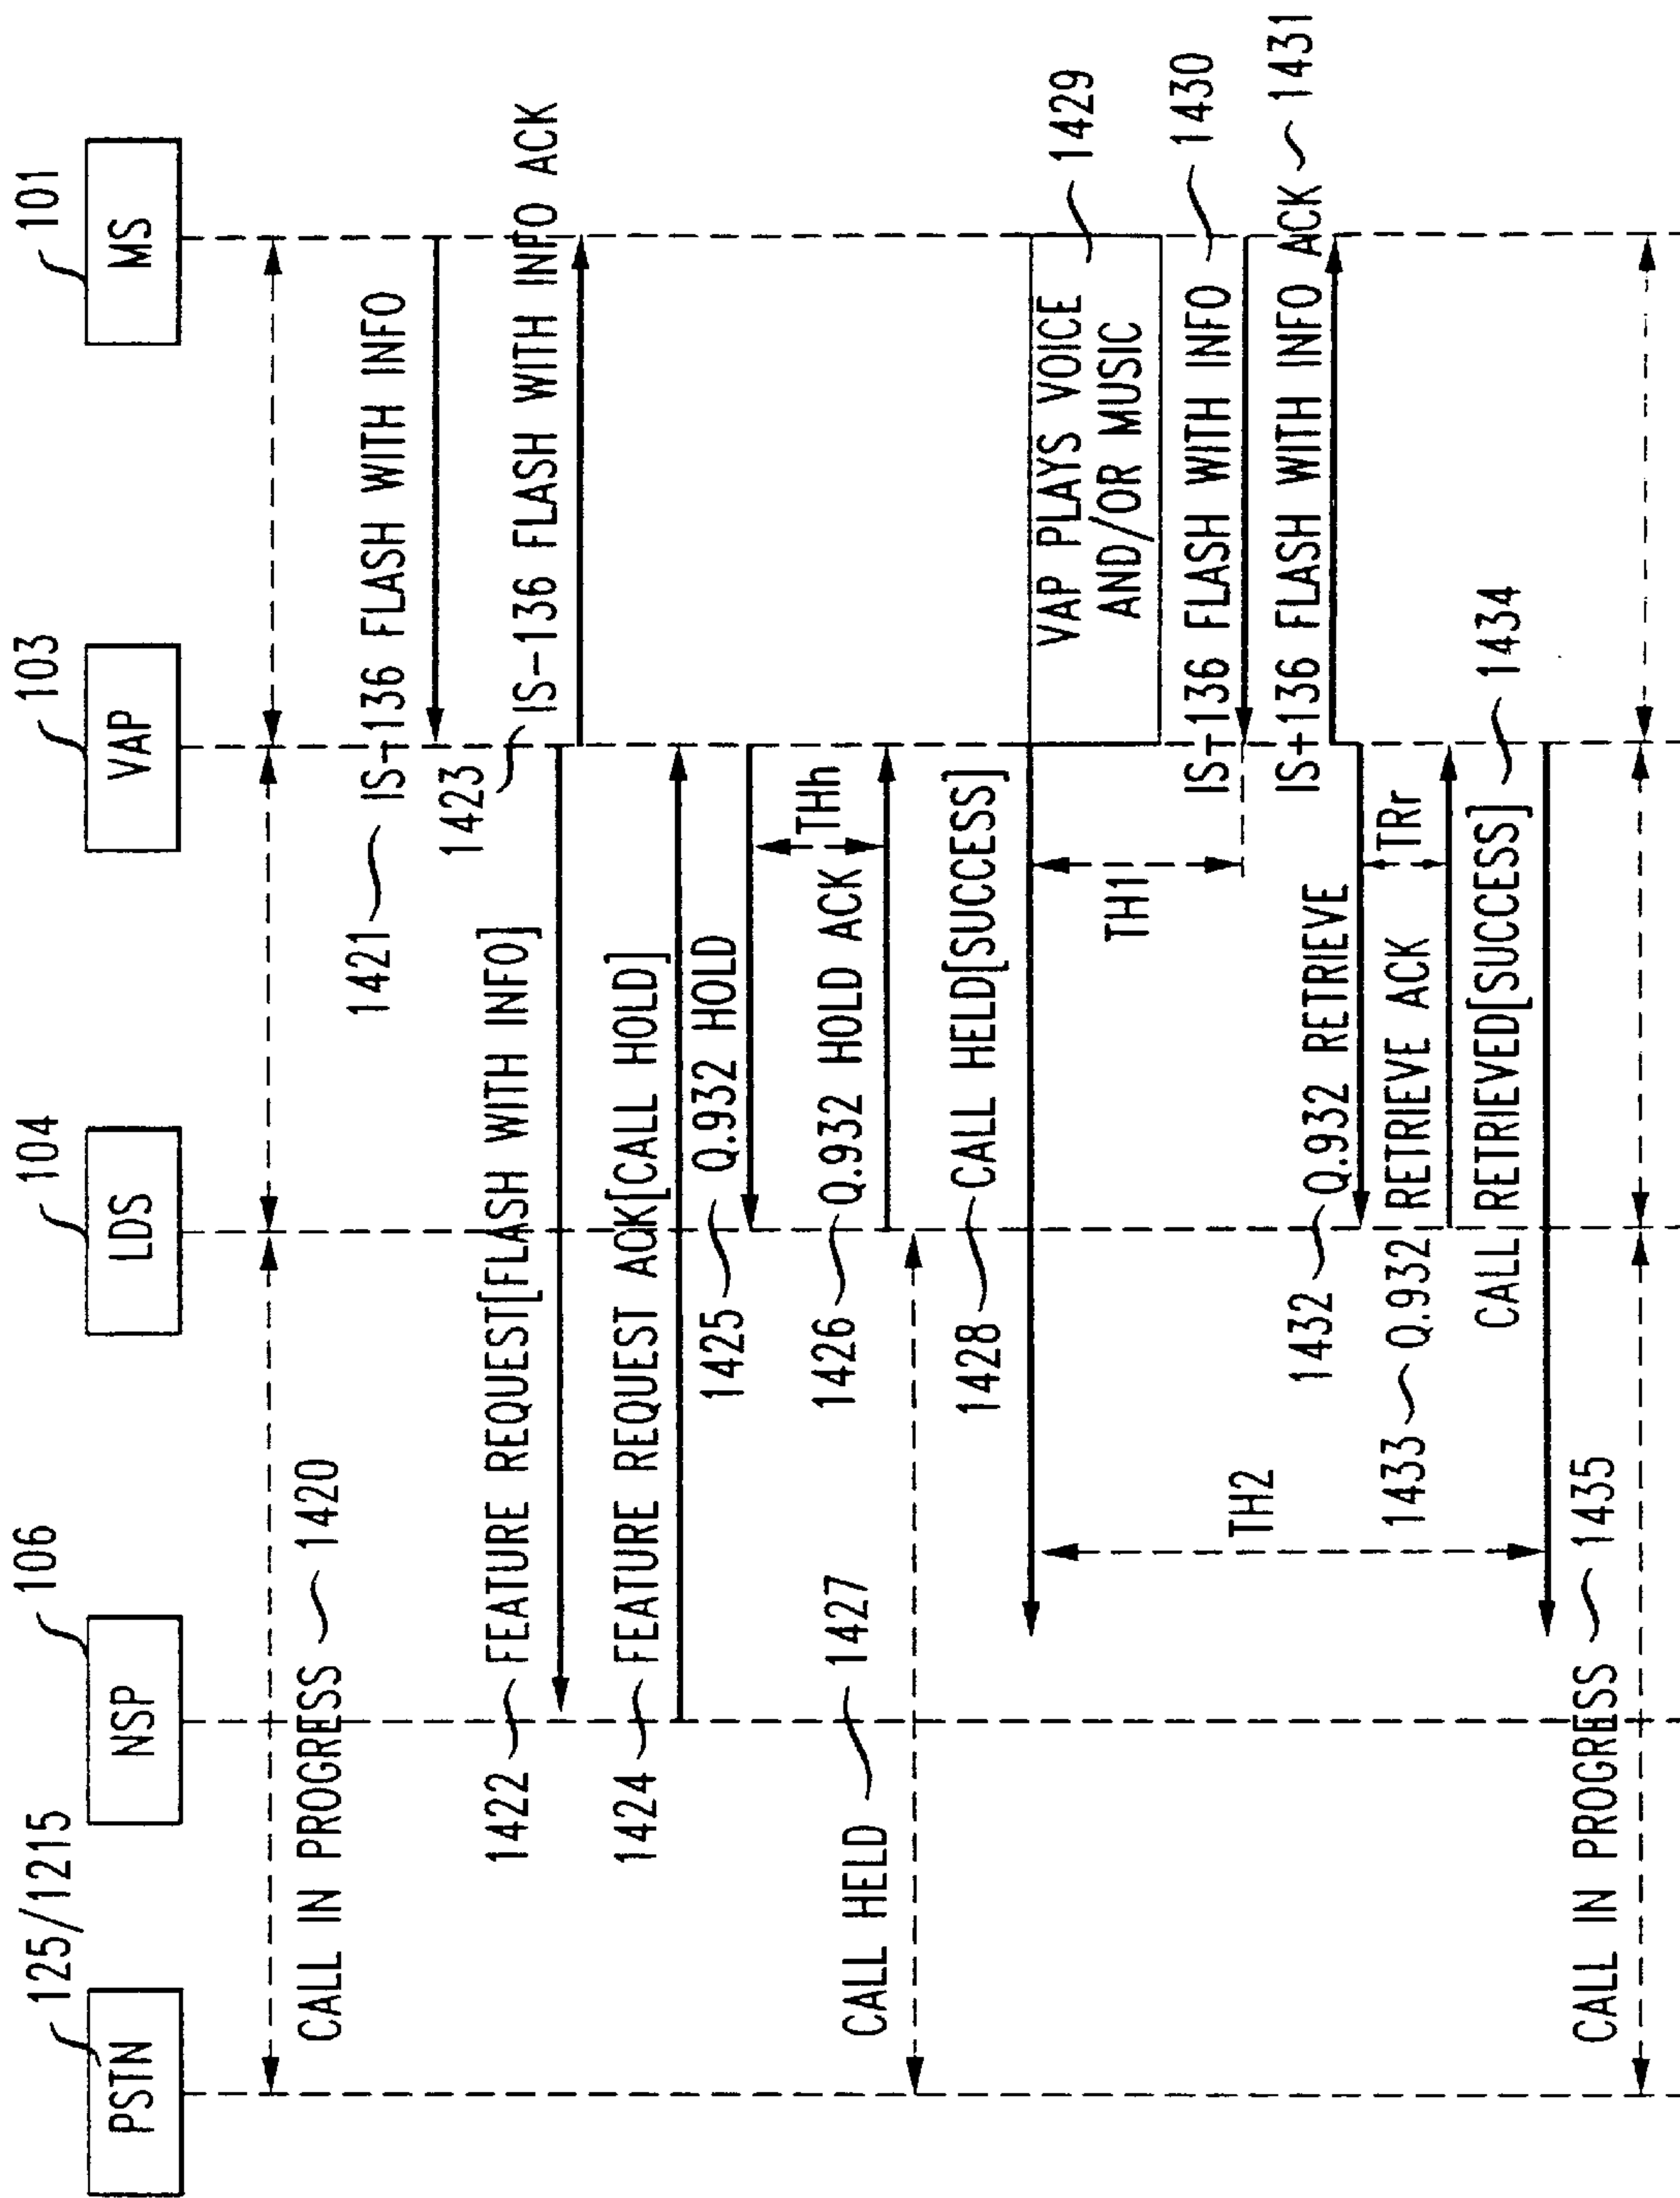 PSTN
125/1215
NSP
106
LDS
104
VAP
103
MS
101
CALL IN PROGRESS 1420
1421 IS-136 FLASH WITH INFO
1422 FEATURE REQUEST[FLASH WITH INFO]
1423 IS-136 FLASH WITH INFO ACK
1424 FEATURE REQUEST ACK[CALL HOLD]
1425 Q.932 HOLD
THh
1426 Q.932 HOLD ACK
CALL HELD 1427
1428 CALL HELD[SUCCESS]
VAP PLAYS VOICE
AND/OR MUSIC
1429
TH1
IS-136 FLASH WITH INFO 1430
IS-136 FLASH WITH INFO ACK 1431
TH2
1432 Q.932 RETRIEVE
TRr
1433 Q.932 RETRIEVE ACK
CALL RETRIEVED[SUCCESS] 1434
CALL IN PROGRESS 1435